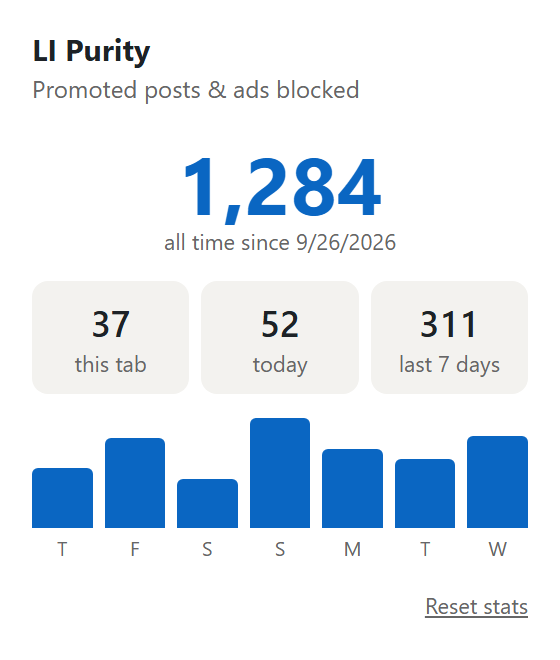 LI Purity
Promoted posts & ads blocked
1,284
all time since 9/26/2026
37
this tab
52
today
311
last 7 days
T F S S M T W
Reset stats